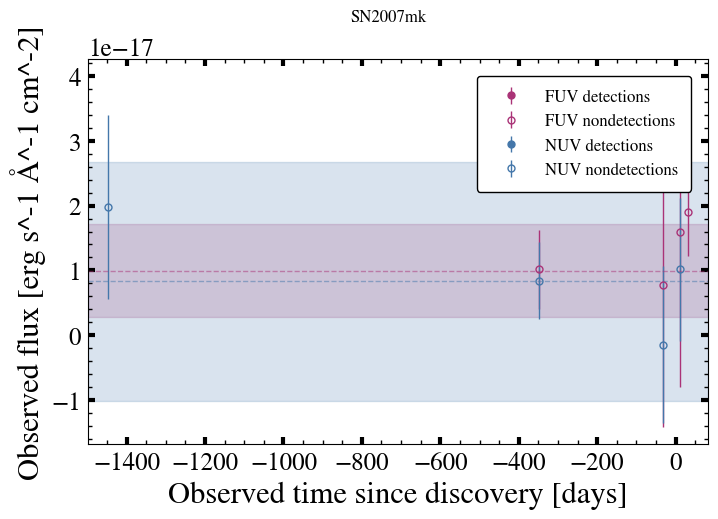 SN2007mk
1e−17
4
3
2
1
0
−1
Observed flux [erg s^-1 Å^-1 cm^-2]
FUV detections
FUV nondetections
NUV detections
NUV nondetections
−1400 −1200 −1000 −800 −600 −400 −200 0
Observed time since discovery [days]